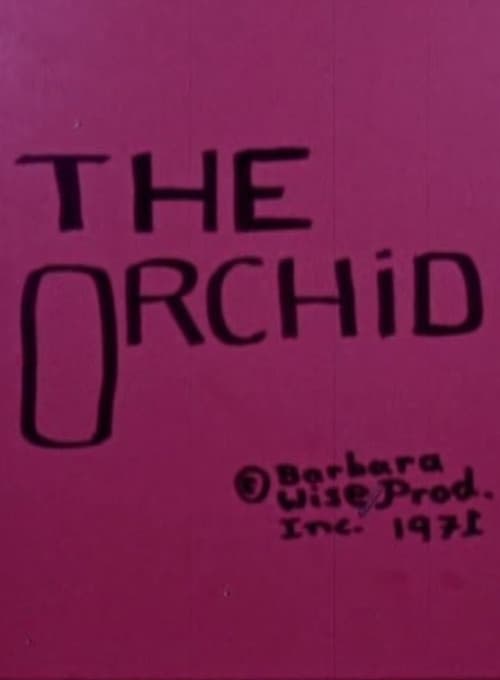 THE
ORCHiD
© Barbara
Wise Prod.
Inc. 1971